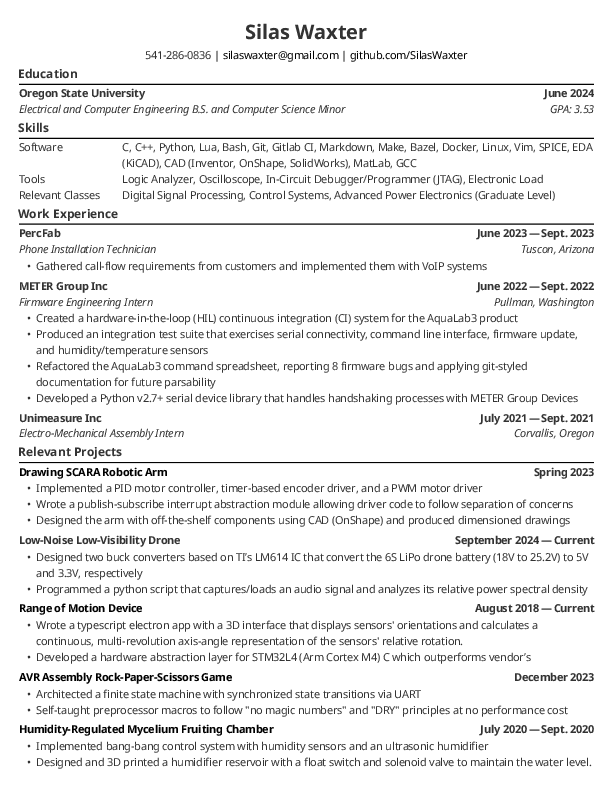 Silas Waxter
541-286-0836 | silaswaxter@gmail.com | github.com/SilasWaxter
Education
Oregon State University June 2024
Electrical and Computer Engineering B.S. and Computer Science Minor GPA: 3.53
Skills
Software C, C++, Python, Lua, Bash, Git, Gitlab CI, Markdown, Make, Bazel, Docker, Linux, Vim, SPICE, EDA
(KiCAD), CAD (Inventor, OnShape, SolidWorks), MatLab, GCC
Tools Logic Analyzer, Oscilloscope, In-Circuit Debugger/Programmer (JTAG), Electronic Load
Relevant Classes Digital Signal Processing, Control Systems, Advanced Power Electronics (Graduate Level)
Work Experience
PercFab June 2023 — Sept. 2023
Phone Installation Technician Tuscon, Arizona
• Gathered call-flow requirements from customers and implemented them with VoIP systems
METER Group Inc June 2022 — Sept. 2022
Firmware Engineering Intern Pullman, Washington
• Created a hardware-in-the-loop (HIL) continuous integration (CI) system for the AquaLab3 product
• Produced an integration test suite that exercises serial connectivity, command line interface, firmware update,
and humidity/temperature sensors
• Refactored the AquaLab3 command spreadsheet, reporting 8 firmware bugs and applying git-styled
documentation for future parsability
• Developed a Python v2.7+ serial device library that handles handshaking processes with METER Group Devices
Unimeasure Inc July 2021 — Sept. 2021
Electro-Mechanical Assembly Intern Corvallis, Oregon
Relevant Projects
Drawing SCARA Robotic Arm Spring 2023
• Implemented a PID motor controller, timer-based encoder driver, and a PWM motor driver
• Wrote a publish-subscribe interrupt abstraction module allowing driver code to follow separation of concerns
• Designed the arm with off-the-shelf components using CAD (OnShape) and produced dimensioned drawings
Low-Noise Low-Visibility Drone September 2024 — Current
• Designed two buck converters based on TI's LM614 IC that convert the 6S LiPo drone battery (18V to 25.2V) to 5V
and 3.3V, respectively
• Programmed a python script that captures/loads an audio signal and analyzes its relative power spectral density
Range of Motion Device August 2018 — Current
• Wrote a typescript electron app with a 3D interface that displays sensors' orientations and calculates a
continuous, multi-revolution axis-angle representation of the sensors' relative rotation.
• Developed a hardware abstraction layer for STM32L4 (Arm Cortex M4) C which outperforms vendor's
AVR Assembly Rock-Paper-Scissors Game December 2023
• Architected a finite state machine with synchronized state transitions via UART
• Self-taught preprocessor macros to follow "no magic numbers" and "DRY" principles at no performance cost
Humidity-Regulated Mycelium Fruiting Chamber July 2020 — Sept. 2020
• Implemented bang-bang control system with humidity sensors and an ultrasonic humidifier
• Designed and 3D printed a humidifier reservoir with a float switch and solenoid valve to maintain the water level.